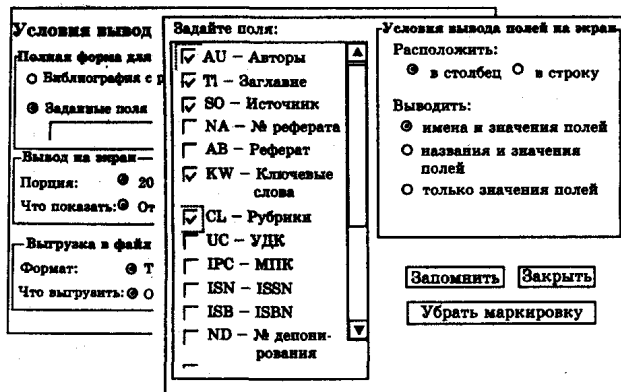 Условия вывод
Полная форма для
Библиография с р
Заданные поля
Вывод на экран
Порция: 20
Что показать: От
Выгрузка в файл
Формат: Т
Что выгрузить: О
Задайте поля:
AU – Авторы
TI – Заглавие
SO – Источник
NA – № реферата
AB – Реферат
KW – Ключевые
слова
CL – Рубрики
UC – УДК
IPC – МПК
ISN – ISSN
ISB – ISBN
ND – № депони-
рования
Условия вывода полей на экран
Расположить:
в столбец в строку
Выводить:
имена и значения полей
названия и значения
полей
только значения полей
Запомнить Закрыть
Убрать маркировку